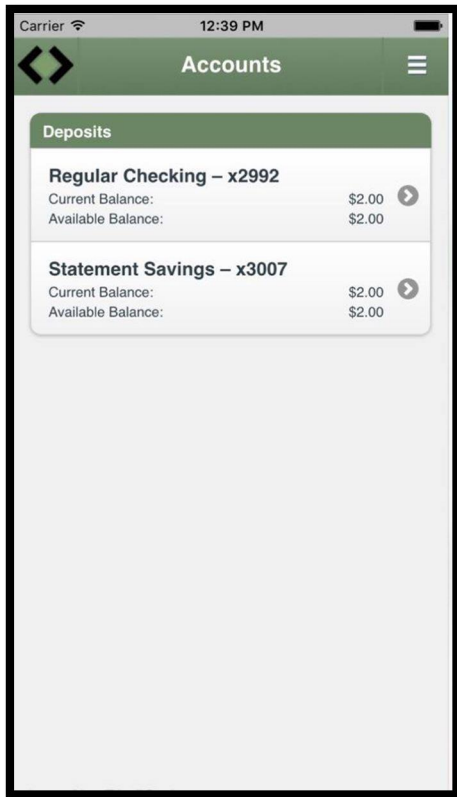 Carrier 12:39 PM
Accounts
Deposits
Regular Checking – x2992
Current Balance: $2.00
Available Balance: $2.00
Statement Savings – x3007
Current Balance: $2.00
Available Balance: $2.00